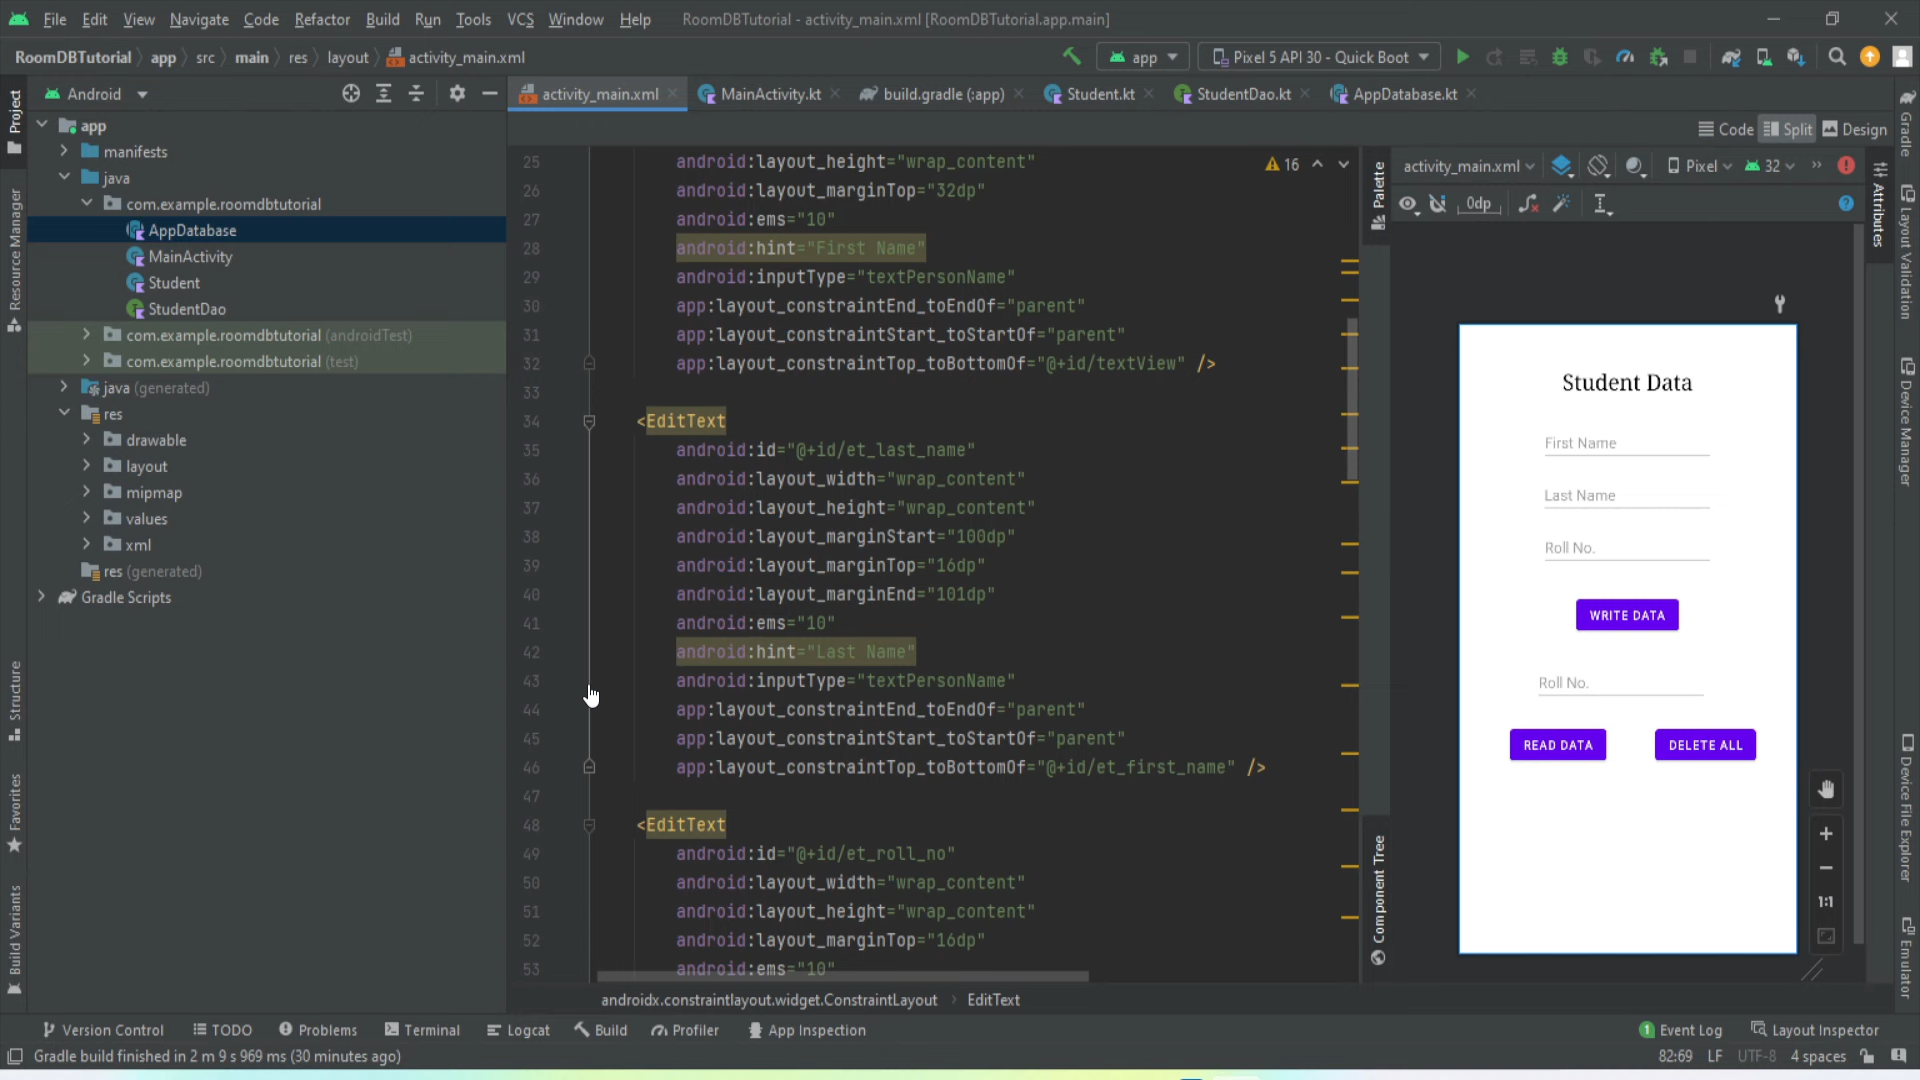 File Edit View Navigate Code Refactor Build Run Tools VCS Window Help RoomDBTutorial - activity_main.xml [RoomDBTutorial.app.main]
RoomDBTutorial app src main res layout activity_main.xml app Pixel 5 API 30 - Quick Boot
Android
activity_main.xml MainActivity.kt build.gradle (:app) Student.kt StudentDao.kt AppDatabase.kt
Code Split Design
Project
Resource Manager
Structure
Favorites
Build Variants
app
manifests
java
com.example.roomdbtutorial
AppDatabase
MainActivity
Student
StudentDao
com.example.roomdbtutorial (androidTest)
com.example.roomdbtutorial (test)
java (generated)
res
drawable
layout
mipmap
values
xml
res (generated)
Gradle Scripts
16
25 android:layout_height="wrap_content"
26 android:layout_marginTop="32dp"
27 android:ems="10"
28 android:hint="First Name"
29 android:inputType="textPersonName"
30 app:layout_constraintEnd_toEndOf="parent"
31 app:layout_constraintStart_toStartOf="parent"
32 app:layout_constraintTop_toBottomOf="@+id/textView" />
33
34 <EditText
35 android:id="@+id/et_last_name"
36 android:layout_width="wrap_content"
37 android:layout_height="wrap_content"
38 android:layout_marginStart="100dp"
39 android:layout_marginTop="16dp"
40 android:layout_marginEnd="101dp"
41 android:ems="10"
42 android:hint="Last Name"
43 android:inputType="textPersonName"
44 app:layout_constraintEnd_toEndOf="parent"
45 app:layout_constraintStart_toStartOf="parent"
46 app:layout_constraintTop_toBottomOf="@+id/et_first_name" />
47
48 <EditText
49 android:id="@+id/et_roll_no"
50 android:layout_width="wrap_content"
51 android:layout_height="wrap_content"
52 android:layout_marginTop="16dp"
53 android:ems="10"
Palette
Component Tree
activity_main.xml Pixel 32 »
0dp
Student Data
First Name
Last Name
Roll No.
WRITE DATA
Roll No.
READ DATA DELETE ALL
1:1
Attributes
Gradle
Layout Validation
Device Manager
Device File Explorer
Emulator
androidx.constraintlayout.widget.ConstraintLayout EditText
Version Control TODO Problems Terminal Logcat Build Profiler App Inspection 1 Event Log Layout Inspector
Gradle build finished in 2 m 9 s 969 ms (30 minutes ago) 82:69 LF UTF-8 4 spaces